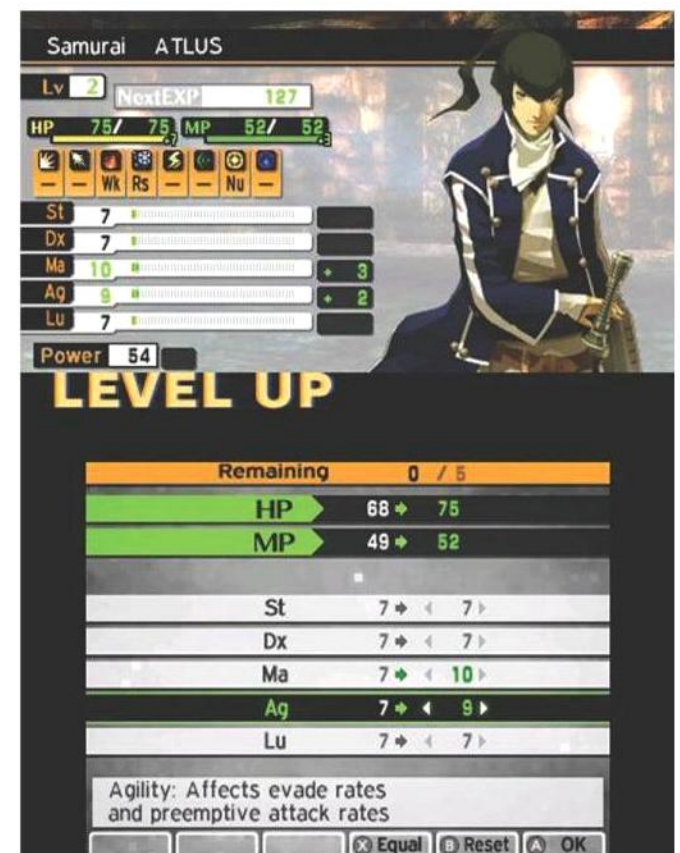 Samurai ATLUS
Lv 2 NextEXP 127
HP 75/ 75 +7 MP 52/ 52 +3
— — Wk Rs — — Nu —
St 7
Dx 7
Ma 10 + 3
Ag 9 + 2
Lu 7
Power 54
LEVEL UP
Remaining 0 / 5
HP 68 → 75
MP 49 → 52
St 7 → 7
Dx 7 → 7
Ma 7 → 10
Ag 7 → 9
Lu 7 → 7
Agility: Affects evade rates
and preemptive attack rates
X Equal B Reset A OK